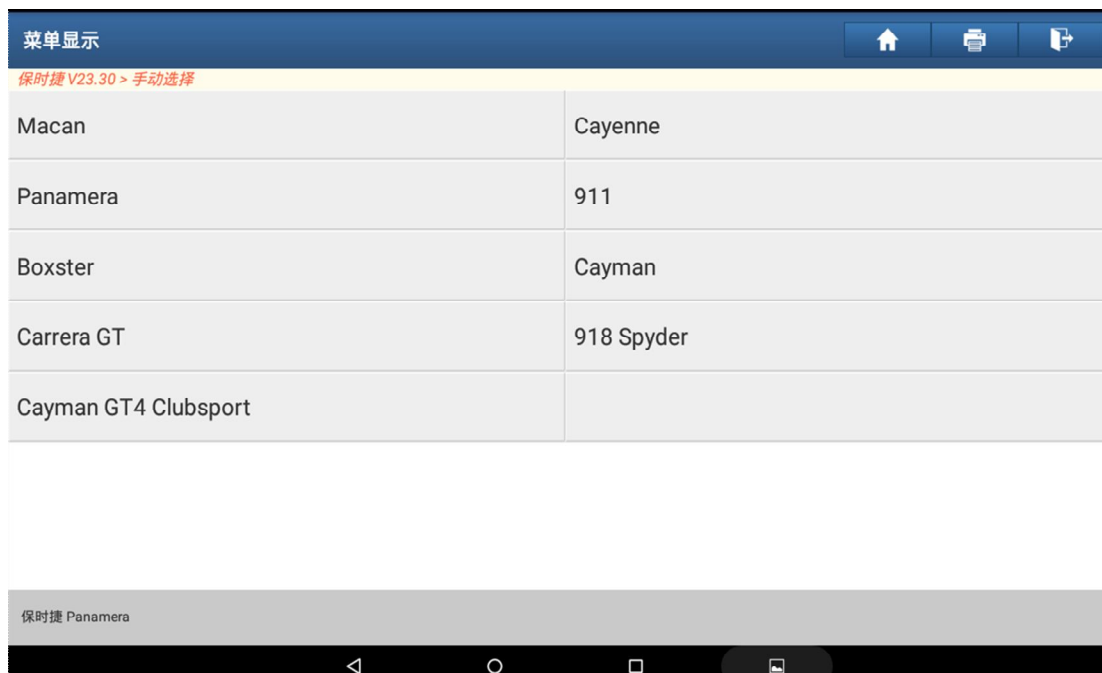 菜单显示
保时捷 V23.30 > 手动选择
Macan
Cayenne
Panamera
911
Boxster
Cayman
Carrera GT
918 Spyder
Cayman GT4 Clubsport
保时捷 Panamera